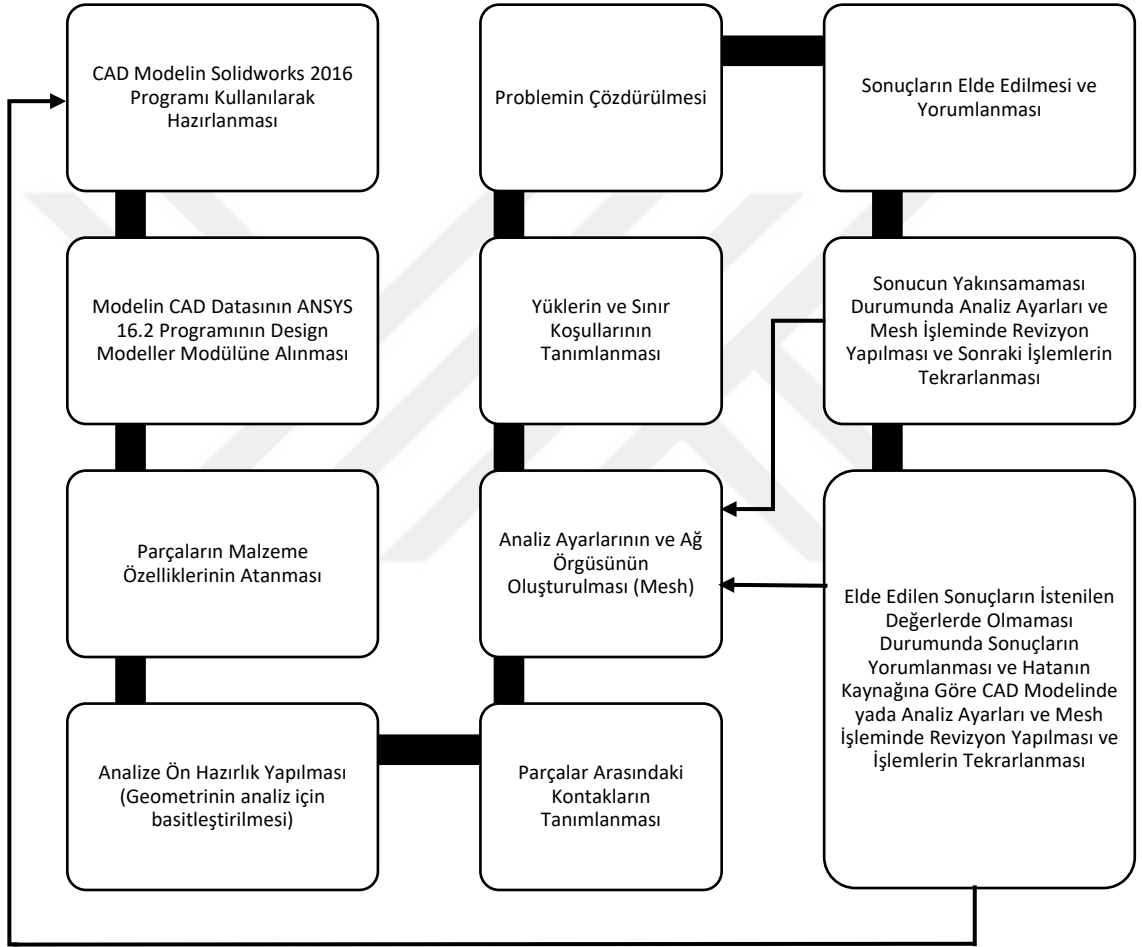 CAD Modelin Solidworks 2016
Programı Kullanılarak
Hazırlanması
Modelin CAD Datasının ANSYS
16.2 Programının Design
Modeller Modülüne Alınması
Parçaların Malzeme
Özelliklerinin Atanması
Analize Ön Hazırlık Yapılması
(Geometrinin analiz için
basitleştirilmesi)
Parçalar Arasındaki
Kontakların
Tanımlanması
Analiz Ayarlarının ve Ağ
Örgüsünün
Oluşturulması (Mesh)
Yüklerin ve Sınır
Koşullarının
Tanımlanması
Problemin Çözdürülmesi
Sonuçların Elde Edilmesi ve
Yorumlanması
Sonucun Yakınsamaması
Durumunda Analiz Ayarları ve
Mesh İşleminde Revizyon
Yapılması ve Sonraki İşlemlerin
Tekrarlanması
Elde Edilen Sonuçların İstenilen
Değerlerde Olmaması
Durumunda Sonuçların
Yorumlanması ve Hatanın
Kaynağına Göre CAD Modelinde
yada Analiz Ayarları ve Mesh
İşleminde Revizyon Yapılması ve
İşlemlerin Tekrarlanması